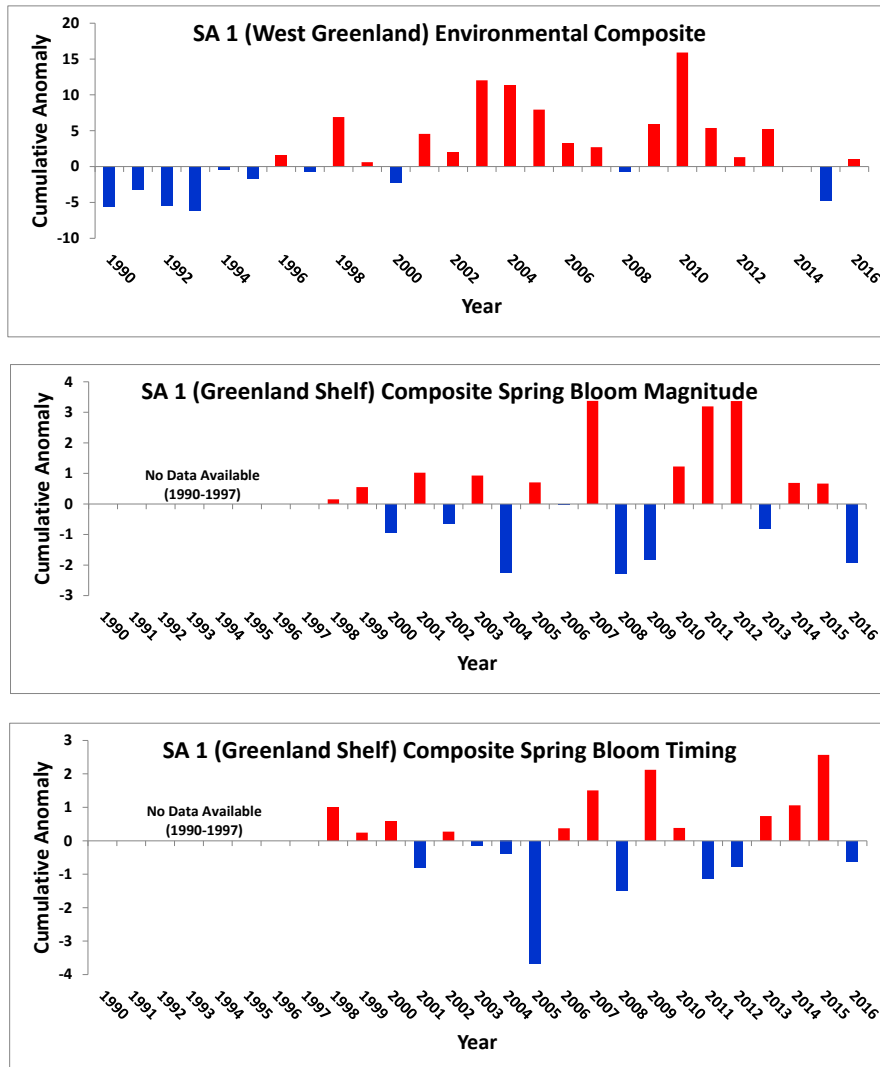 SA 1 (West Greenland) Environmental Composite
Cumulative Anomaly
20
15
10
5
0
-5
-10
1990 1992 1994 1996 1998 2000 2002 2004 2006 2008 2010 2012 2014 2016
Year
SA 1 (Greenland Shelf) Composite Spring Bloom Magnitude
Cumulative Anomaly
4
3
2
1
0
-1
-2
-3
No Data Available
(1990-1997)
1990 1991 1992 1993 1994 1995 1996 1997 1998 1999 2000 2001 2002 2003 2004 2005 2006 2007 2008 2009 2010 2011 2012 2013 2014 2015 2016
Year
SA 1 (Greenland Shelf) Composite Spring Bloom Timing
Cumulative Anomaly
3
2
1
0
-1
-2
-3
-4
No Data Available
(1990-1997)
1990 1991 1992 1993 1994 1995 1996 1997 1998 1999 2000 2001 2002 2003 2004 2005 2006 2007 2008 2009 2010 2011 2012 2013 2014 2015 2016
Year